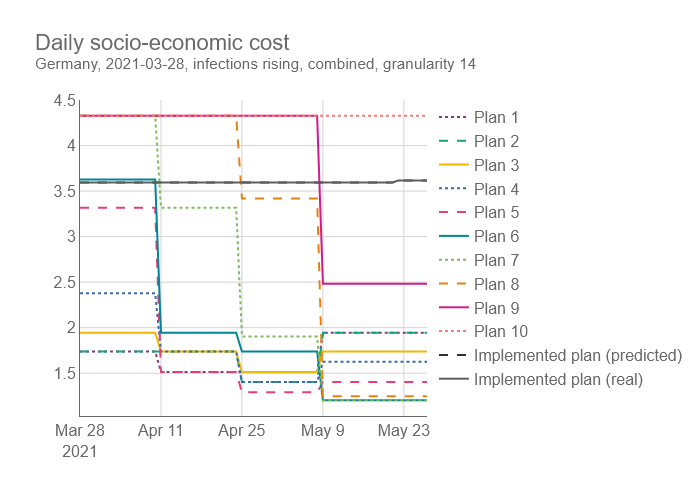 Daily socio-economic cost
Germany, 2021-03-28, infections rising, combined, granularity 14
4.5
4
3.5
3
2.5
2
1.5
Mar 28
2021
Apr 11
Apr 25
May 9
May 23
Plan 1
Plan 2
Plan 3
Plan 4
Plan 5
Plan 6
Plan 7
Plan 8
Plan 9
Plan 10
Implemented plan (predicted)
Implemented plan (real)